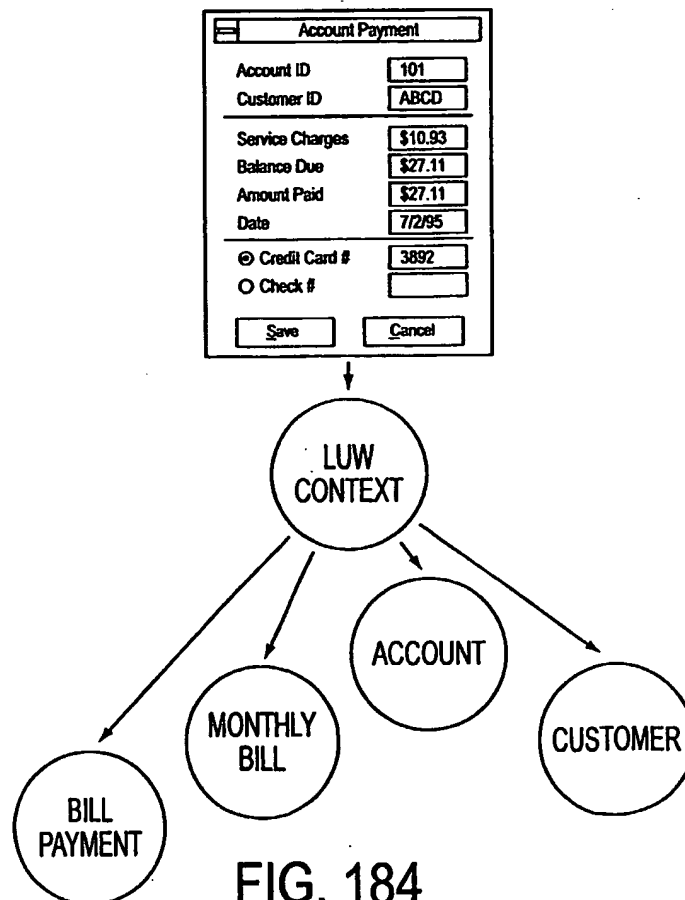 Account Payment
Account ID 101
Customer ID ABCD
Service Charges $10.93
Balance Due $27.11
Amount Paid $27.11
Date 7/2/95
Credit Card # 3892
Check #
Save Cancel
LUW
CONTEXT
ACCOUNT
MONTHLY
BILL
CUSTOMER
BILL
PAYMENT
FIG. 184